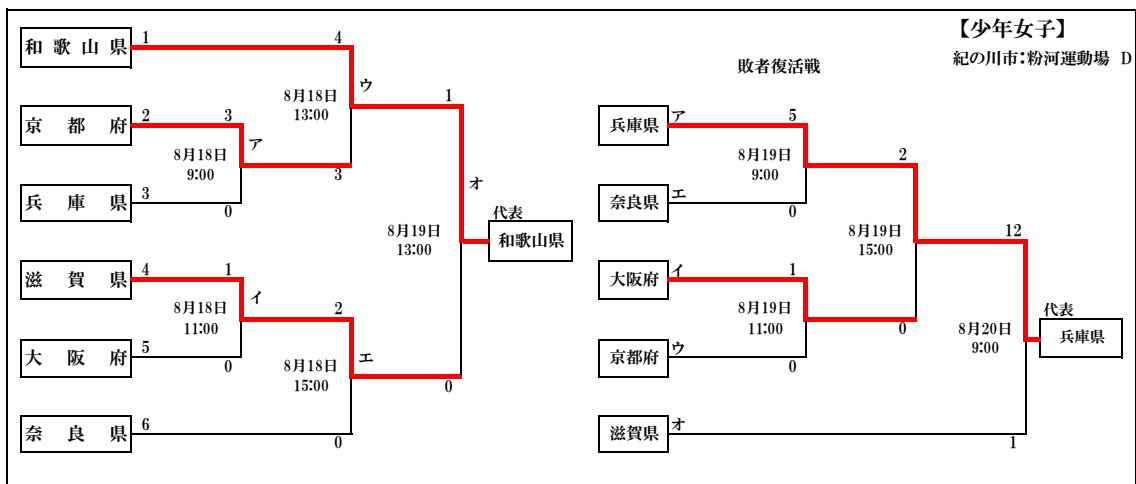 【少年女子】
紀の川市：粉河運動場 D
和歌山県
1
4
8月18日
13:00
ウ
1
京都府
2
3
8月18日
9:00
ア
3
兵庫県
3
0
オ
8月19日
13:00
代表
和歌山県
滋賀県
4
1
8月18日
11:00
イ
2
大阪府
5
0
8月18日
15:00
エ
0
奈良県
6
0
敗者復活戦
兵庫県
ア
5
8月19日
9:00
2
奈良県
エ
0
8月19日
15:00
12
大阪府
イ
1
8月19日
11:00
0
京都府
ウ
0
8月20日
9:00
代表
兵庫県
滋賀県
オ
1